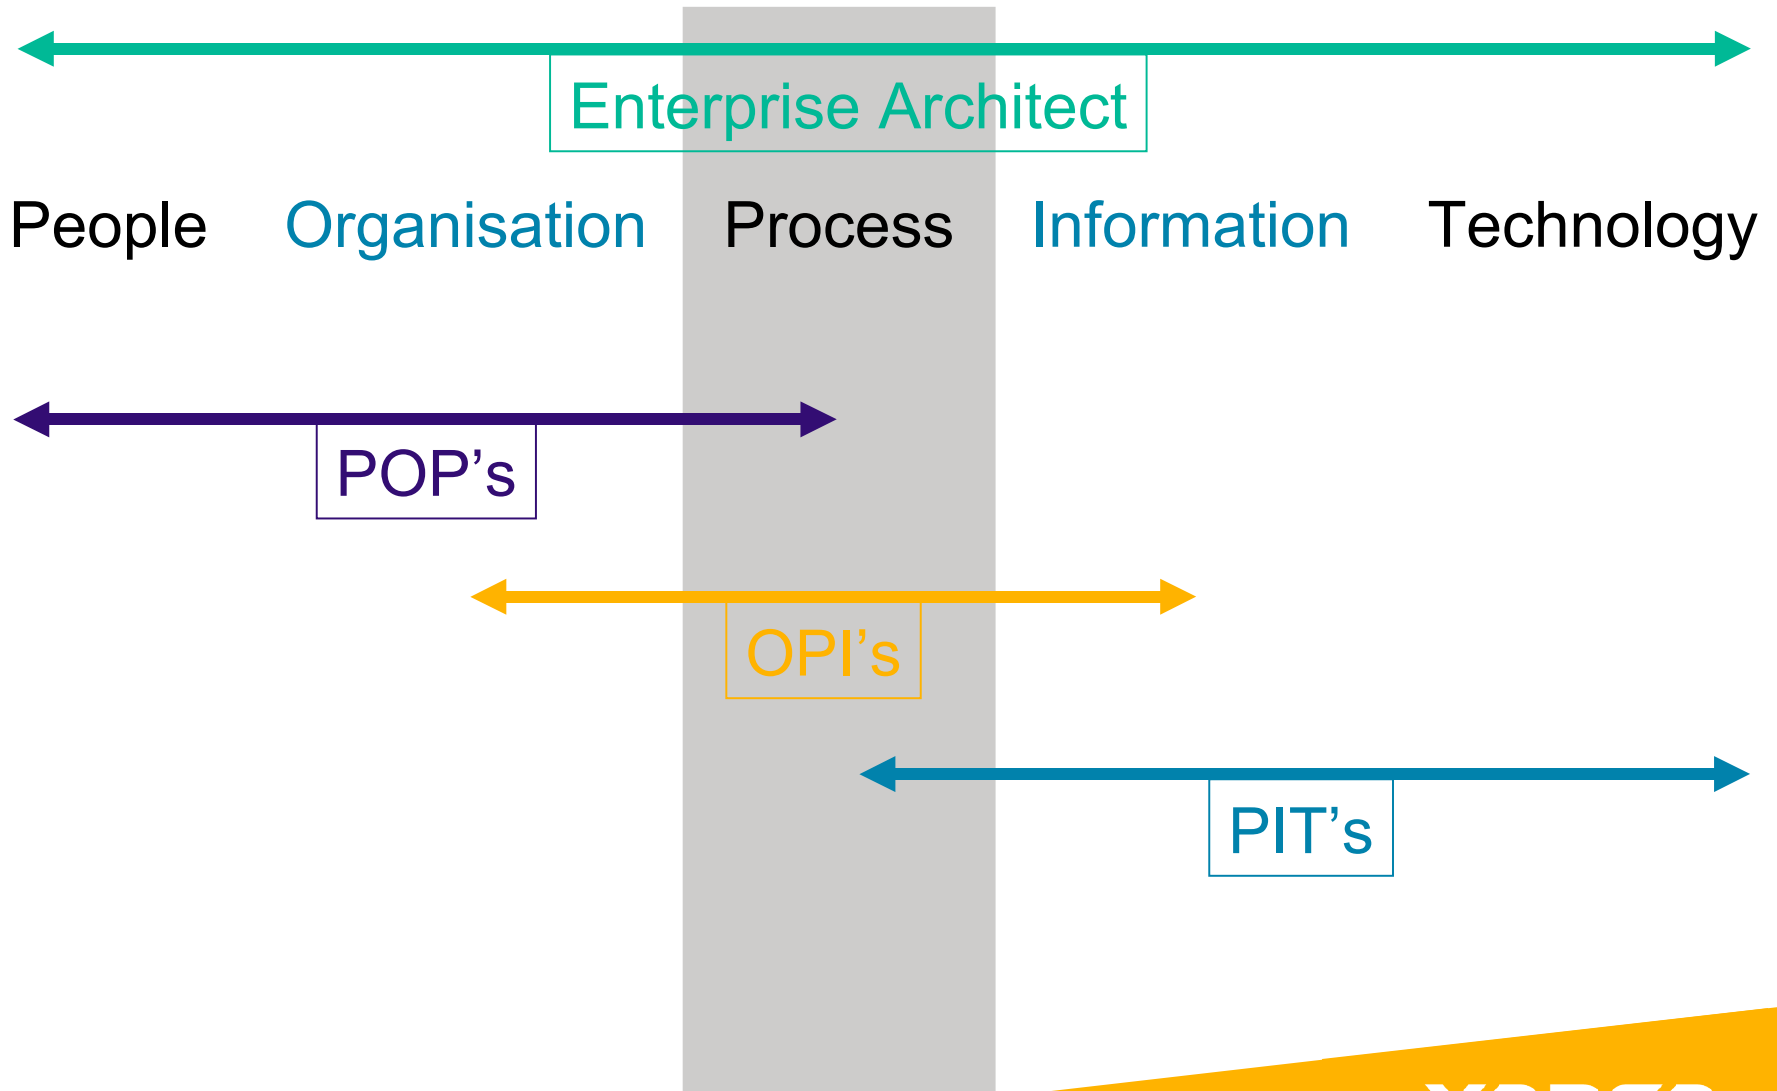 Enterprise Architect
People Organisation Process Information Technology
POP’s
OPI’s
PIT’s